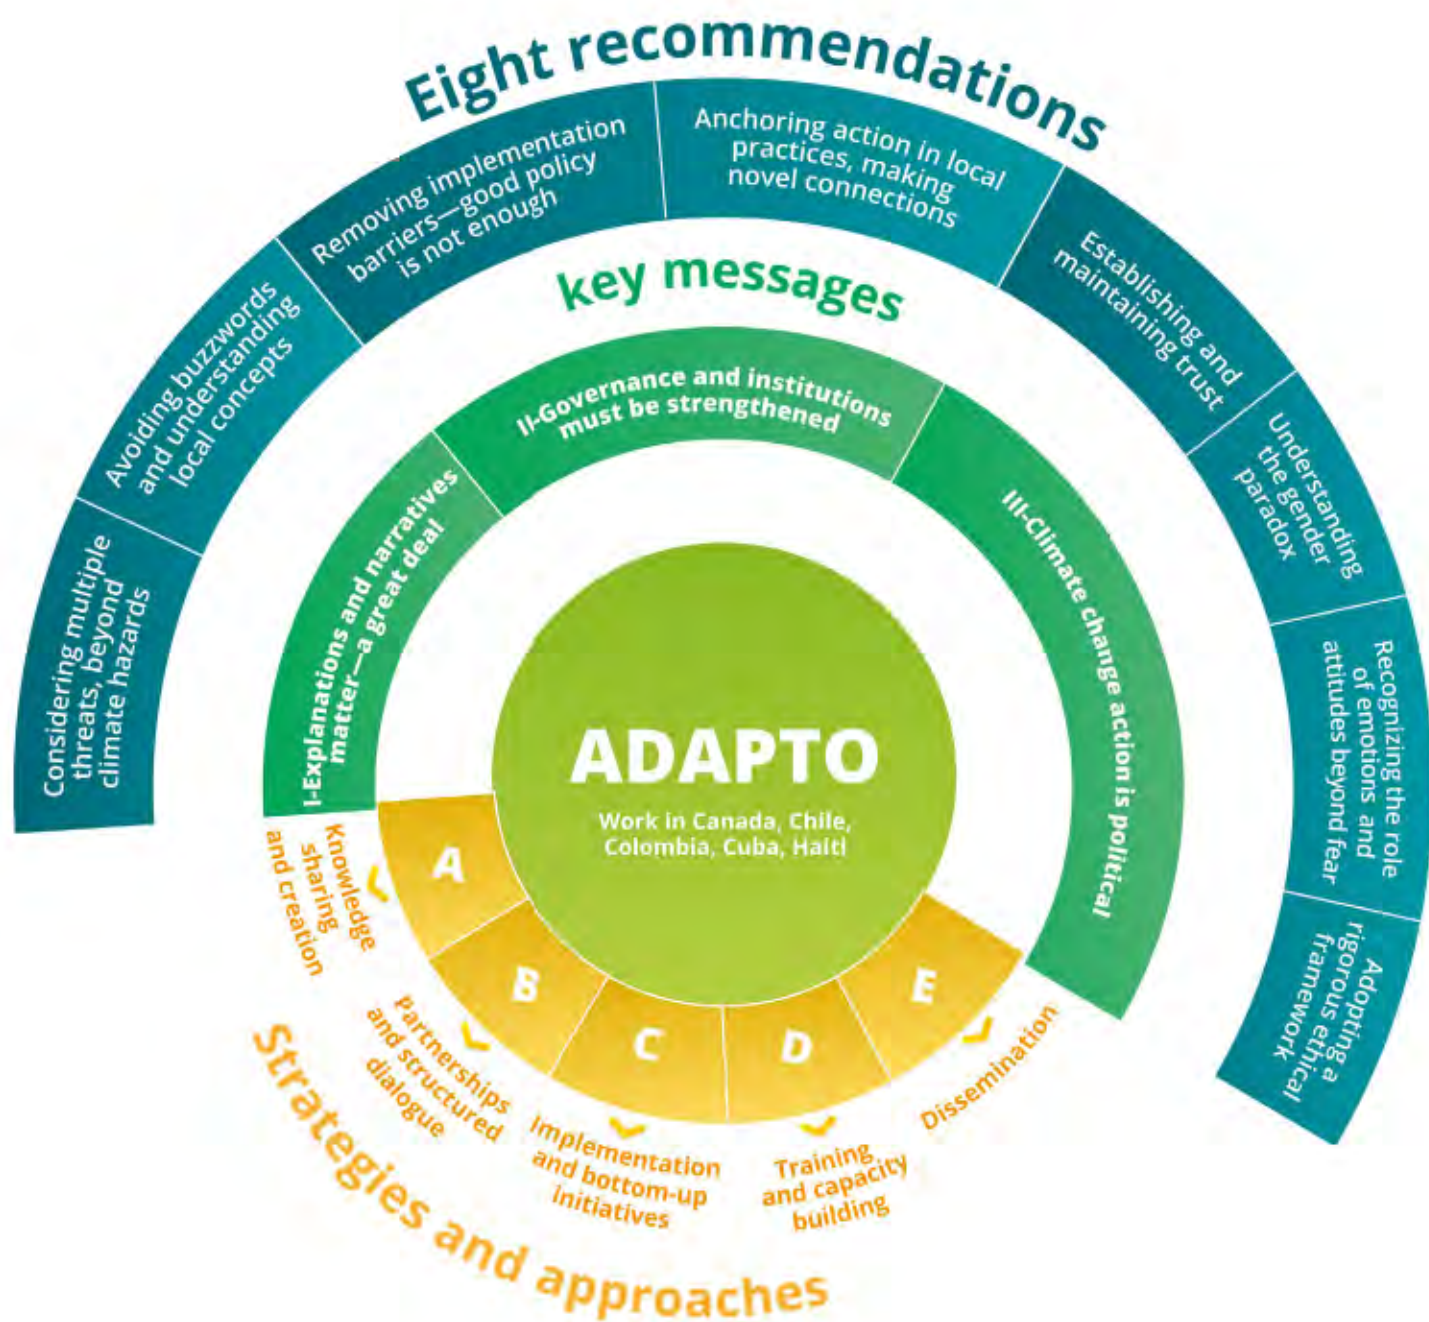 Eight recommendations
Considering multiple
threats, beyond
climate hazards
Avoiding buzzwords
and understanding
local concepts
Removing implementation
barriers—good policy
is not enough
Anchoring action in local
practices, making
novel connections
Establishing and
maintaining trust
Understanding
the gender
paradox
Recognizing the role
of emotions and
attitudes beyond fear
Adopting a
rigorous ethical
framework
key messages
I-Explanations and narratives
matter—a great deal
II-Governance and institutions
must be strengthened
III-Climate change action is political
ADAPTO
Work in Canada, Chile,
Colombia, Cuba, Haiti
A
B
C
D
E
Knowledge
sharing
and creation
Partnerships
and structured
dialogue
Implementation
and bottom-up
initiatives
Training
and capacity
building
Dissemination
Strategies and approaches